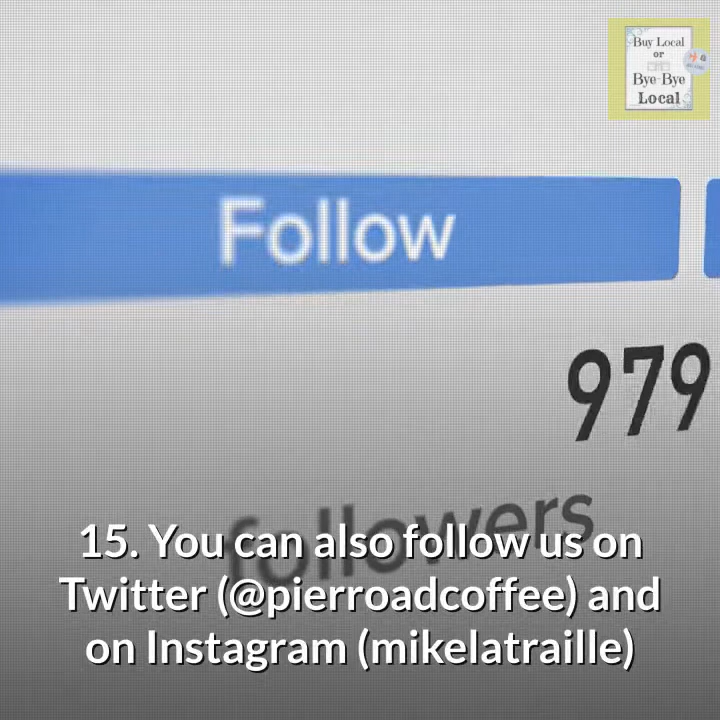 Buy Local
or
Bye-Bye
Local
Follow
979
followers
15. You can also follow us on
Twitter (@pierroadcoffee) and
on Instagram (mikelatraille)